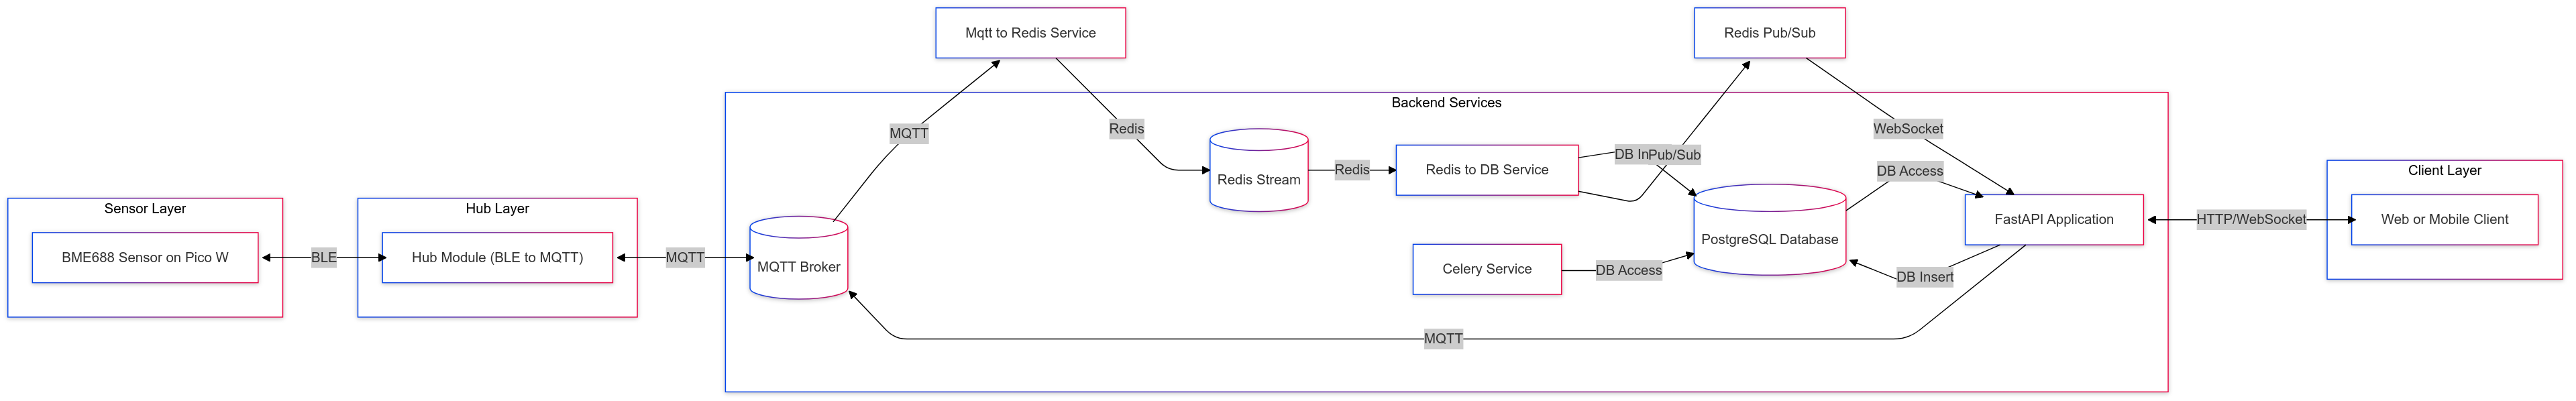 Mqtt to Redis Service
Redis Pub/Sub
Backend Services
MQTT
Redis
WebSocket
Redis Stream
Redis
Redis to DB Service
DB In
Pub/Sub
DB Access
Client Layer
Sensor Layer
Hub Layer
FastAPI Application
HTTP/WebSocket
Web or Mobile Client
BME688 Sensor on Pico W
BLE
Hub Module (BLE to MQTT)
MQTT
MQTT Broker
PostgreSQL Database
Celery Service
DB Access
DB Insert
MQTT